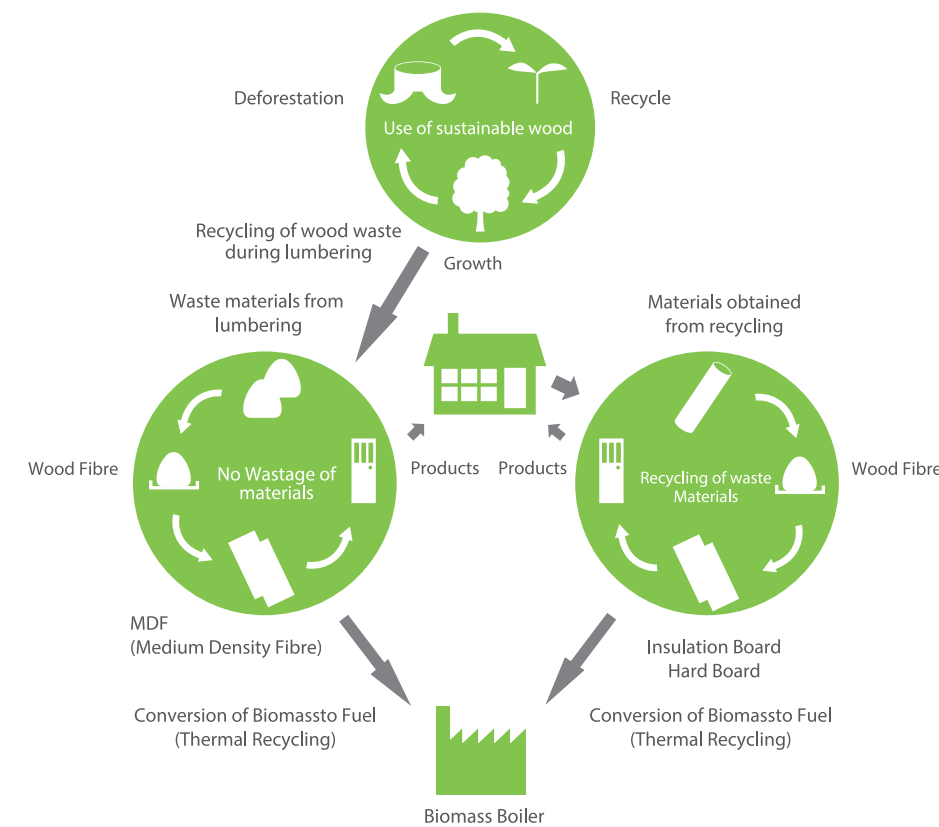 Deforestation
Recycle
Use of sustainable wood
Recycling of wood waste
during lumbering
Growth
Waste materials from
lumbering
Materials obtained
from recycling
Wood Fibre
No Wastage of
materials
Products
Products
Recycling of waste
Materials
Wood Fibre
MDF
(Medium Density Fibre)
Insulation Board
Hard Board
Conversion of Biomassto Fuel
(Thermal Recycling)
Conversion of Biomassto Fuel
(Thermal Recycling)
Biomass Boiler